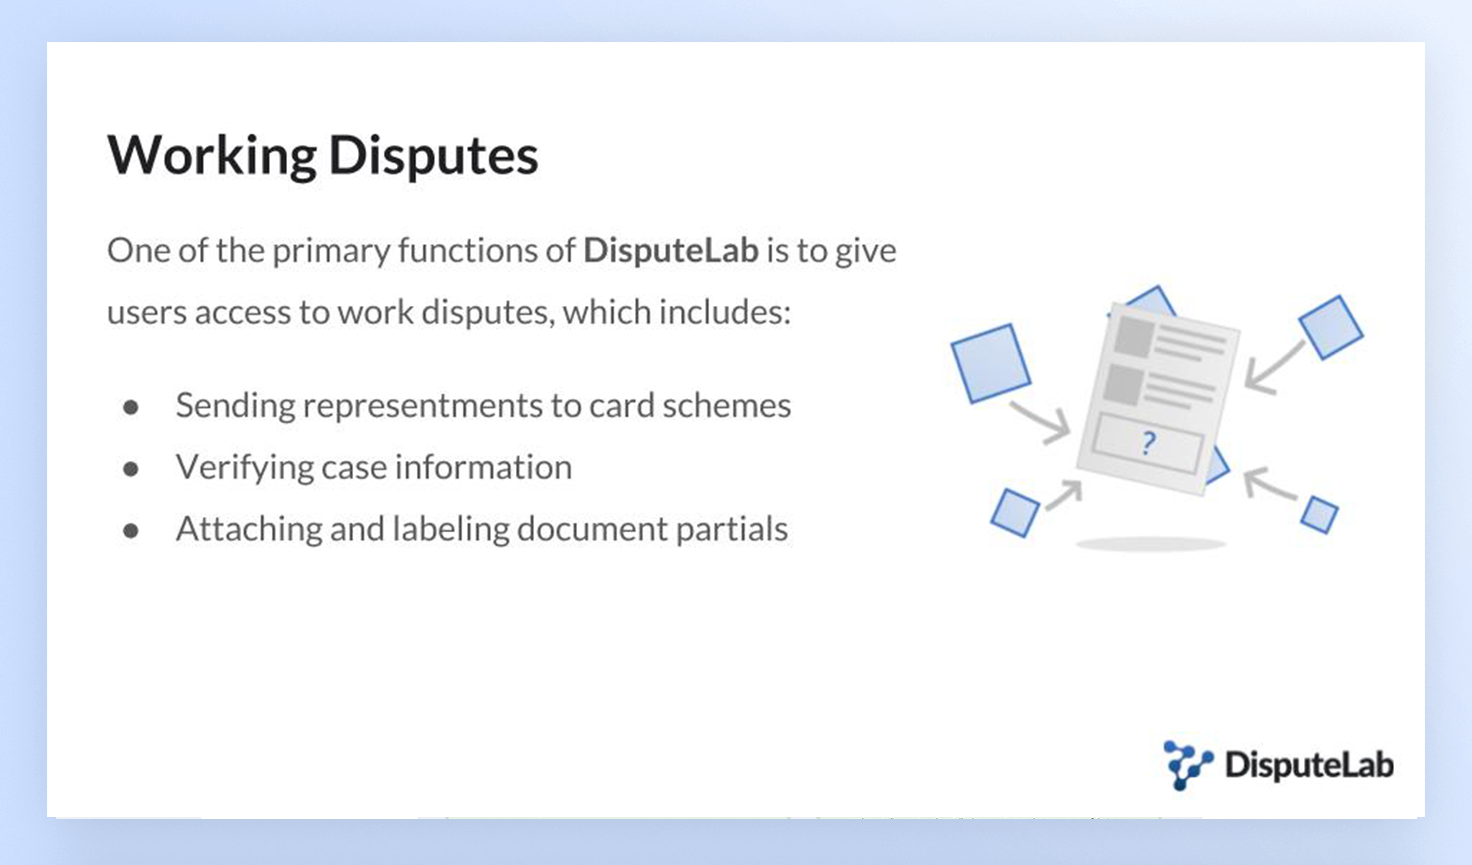 Working Disputes
One of the primary functions of DisputeLab is to give
users access to work disputes, which includes:
● Sending representments to card schemes
● Verifying case information
● Attaching and labeling document partials
?
DisputeLab